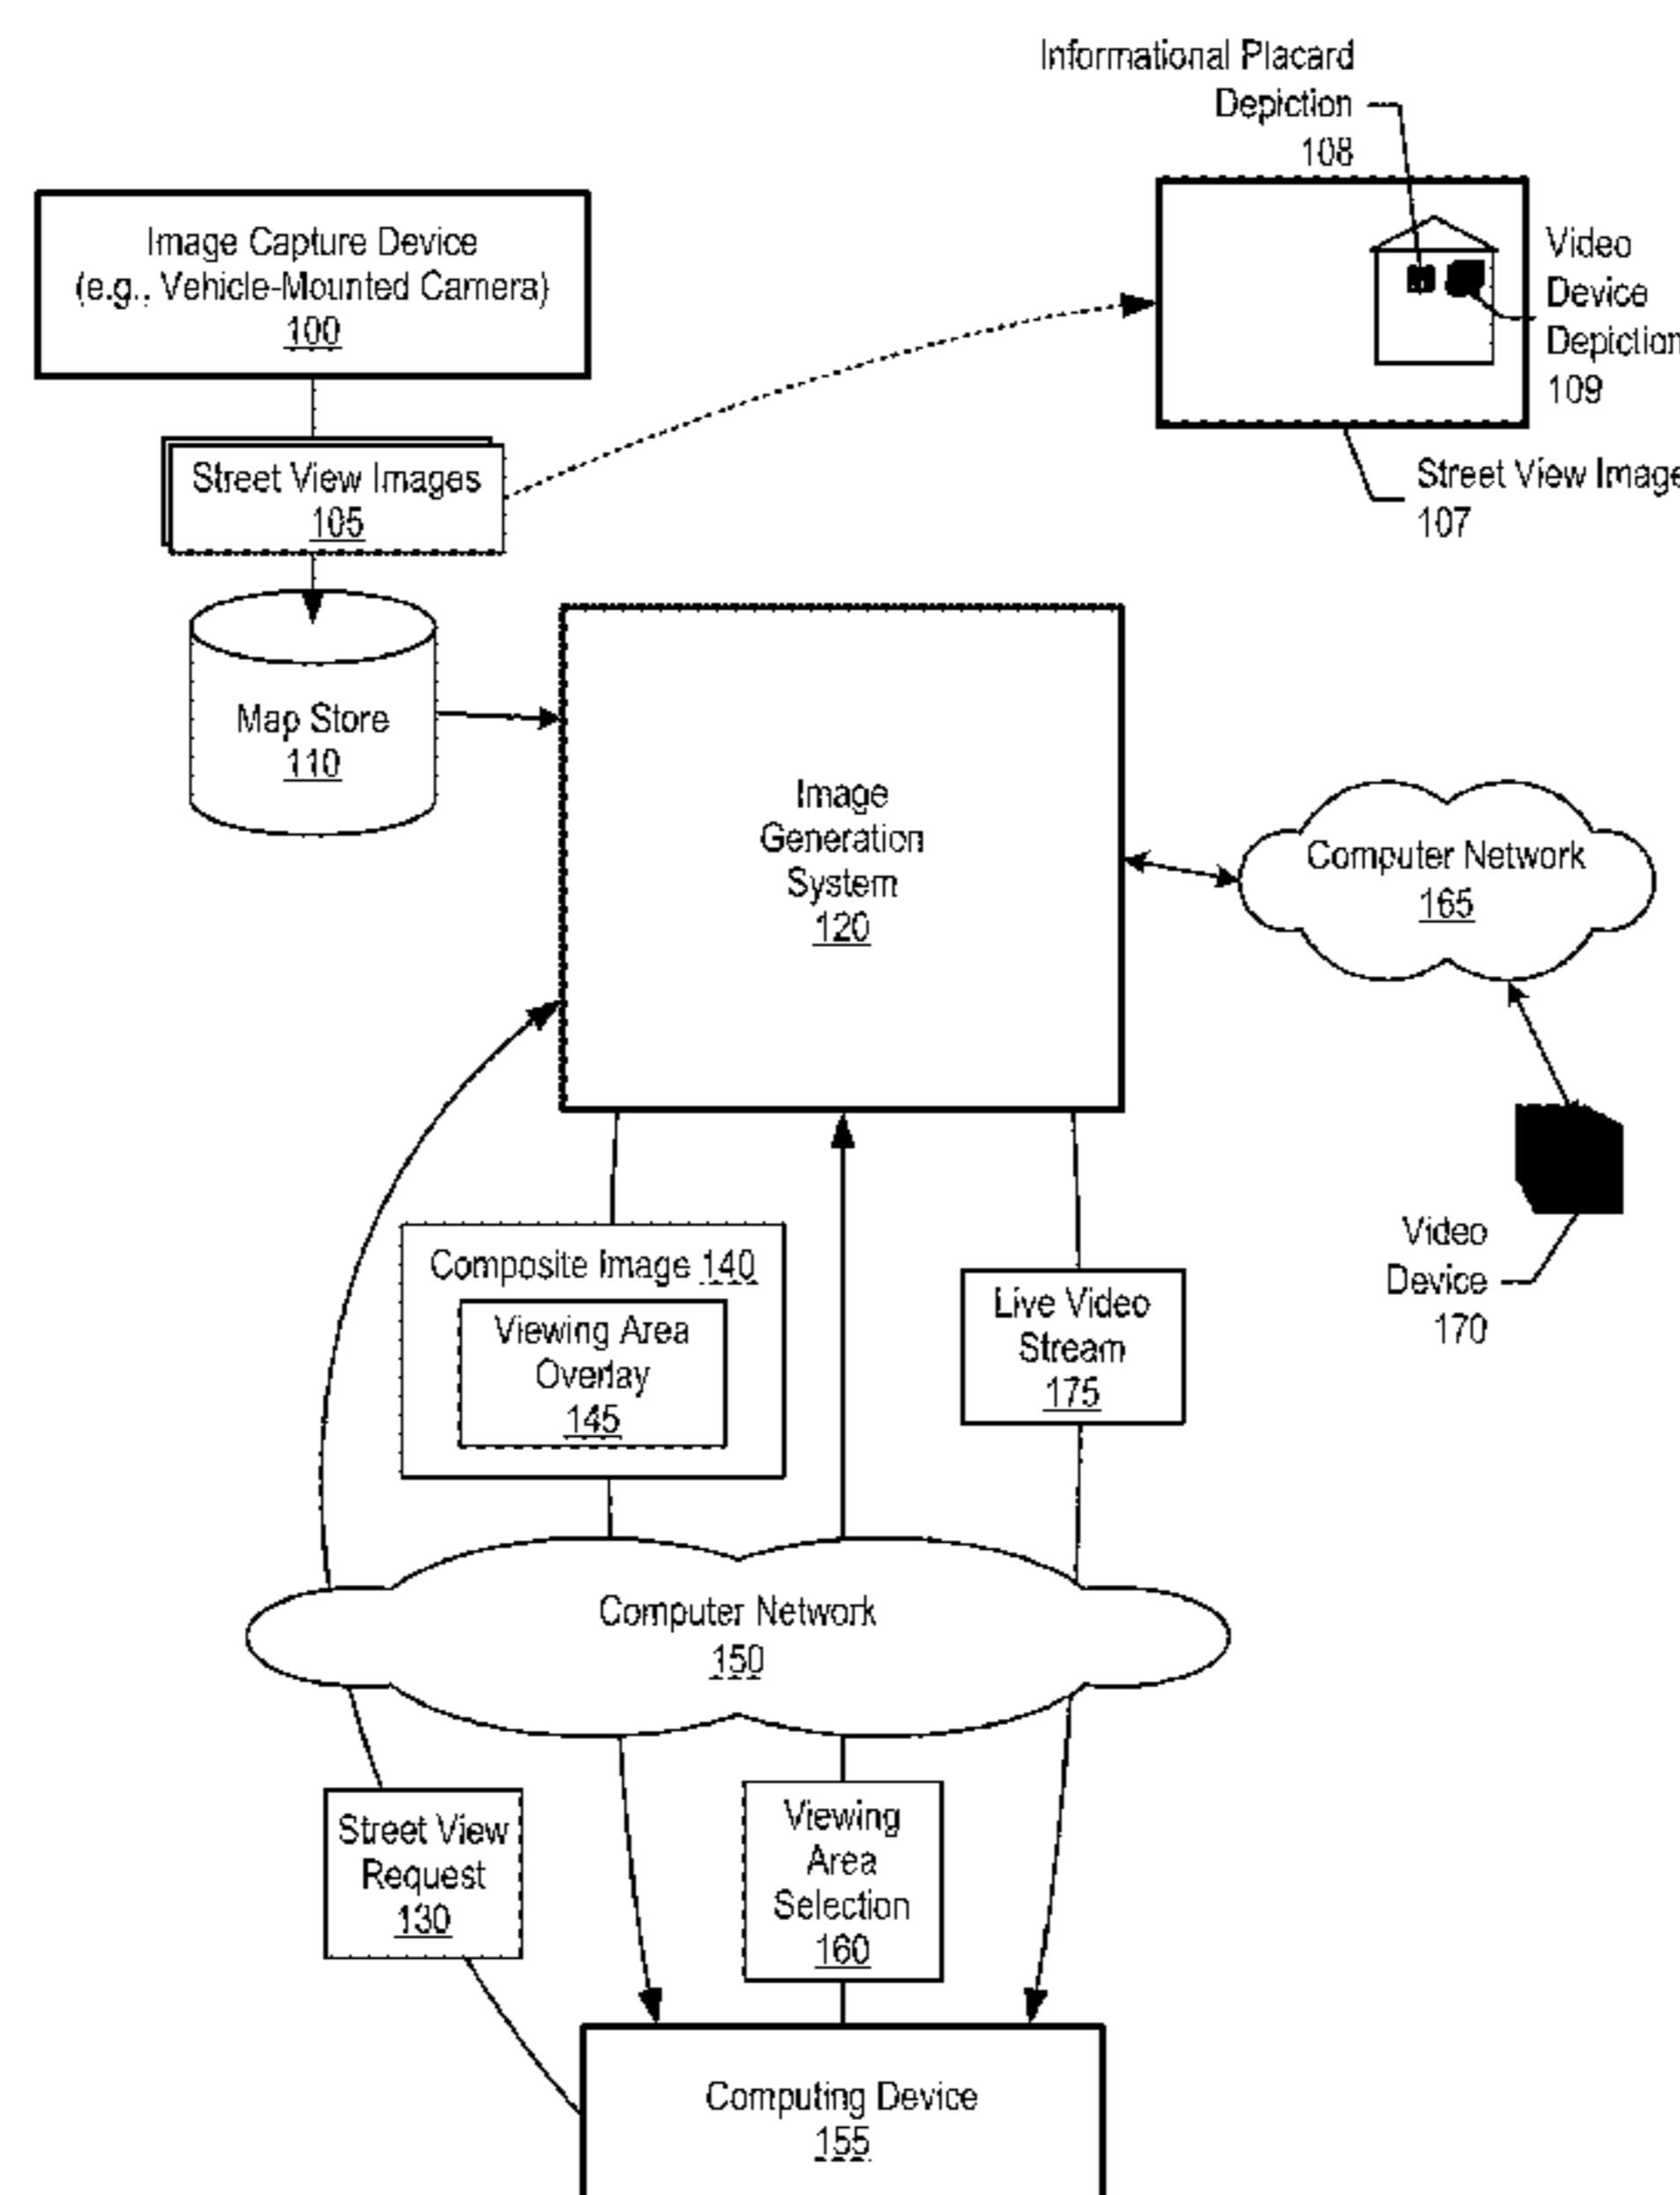 Informational Placard
Depiction
108
Image Capture Device
(e.g., Vehicle-Mounted Camera)
100
Video
Device
Depiction
109
Street View Images
105
Street View Image
107
Map Store
110
Image
Generation
System
120
Computer Network
165
Composite Image 140
Viewing Area
Overlay
145
Live Video
Stream
175
Video
Device
170
Computer Network
150
Street View
Request
130
Viewing
Area
Selection
160
Computing Device
155